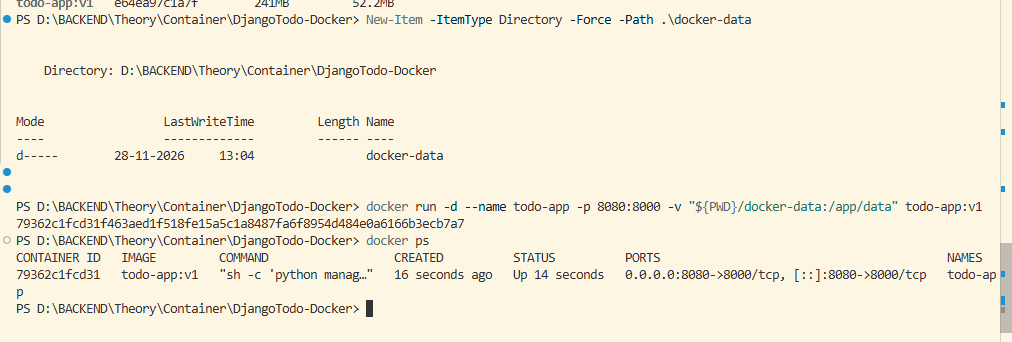 todo-app:v1   e64ea97c1a7f        241MB         52.2MB
PS D:\BACKEND\Theory\Container\DjangoTodo-Docker> New-Item -ItemType Directory -Force -Path .\docker-data
Directory: D:\BACKEND\Theory\Container\DjangoTodo-Docker
Mode                 LastWriteTime         Length Name
----                 -------------         ------ ----
d-----        28-11-2026     13:04                docker-data
PS D:\BACKEND\Theory\Container\DjangoTodo-Docker> docker run -d --name todo-app -p 8080:8000 -v "${PWD}/docker-data:/app/data" todo-app:v1
79362c1fcd31f463aed1f518fe15a5c1a8487fa6f8954d484e0a6166b3ecb7a7
PS D:\BACKEND\Theory\Container\DjangoTodo-Docker> docker ps
CONTAINER ID   IMAGE         COMMAND                  CREATED          STATUS          PORTS                                         NAMES
79362c1fcd31   todo-app:v1   "sh -c 'python manag…"   16 seconds ago   Up 14 seconds   0.0.0.0:8080->8000/tcp, [::]:8080->8000/tcp   todo-ap
p
PS D:\BACKEND\Theory\Container\DjangoTodo-Docker>